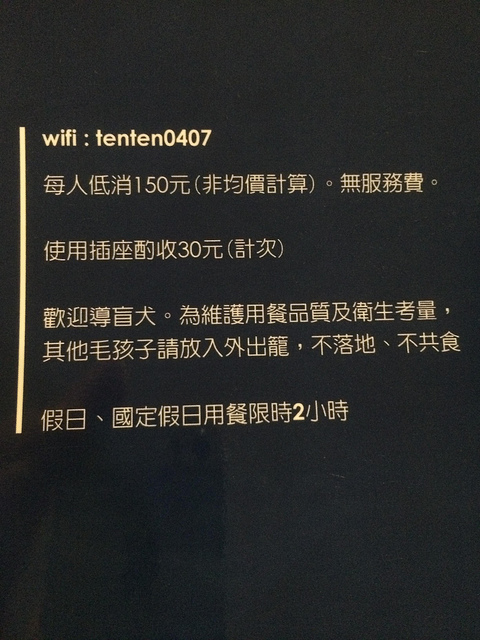 wifi : tenten0407
每人低消150元(非均價計算)。無服務費。
使用插座酌收30元(計次)
歡迎導盲犬。為維護用餐品質及衛生考量，
其他毛孩子請放入外出籠，不落地、不共食
假日、國定假日用餐限時2小時